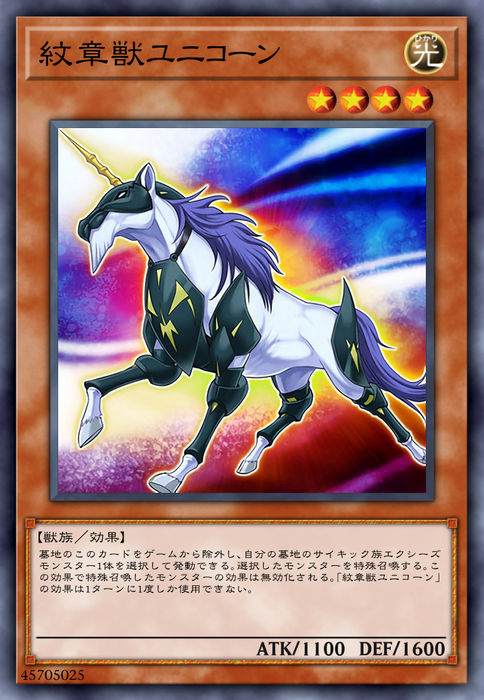 紋章獣ユニコーン
ひかり
光
【獣族／効果】
墓地のこのカードをゲームから除外し、自分の墓地のサイキック族エクシーズ
モンスター1体を選択して発動できる。選択したモンスターを特殊召喚する。こ
の効果で特殊召喚したモンスターの効果は無効化される。「紋章獣ユニコーン」
の効果は1ターンに1度しか使用できない。
ATK/1100 DEF/1600
45705025